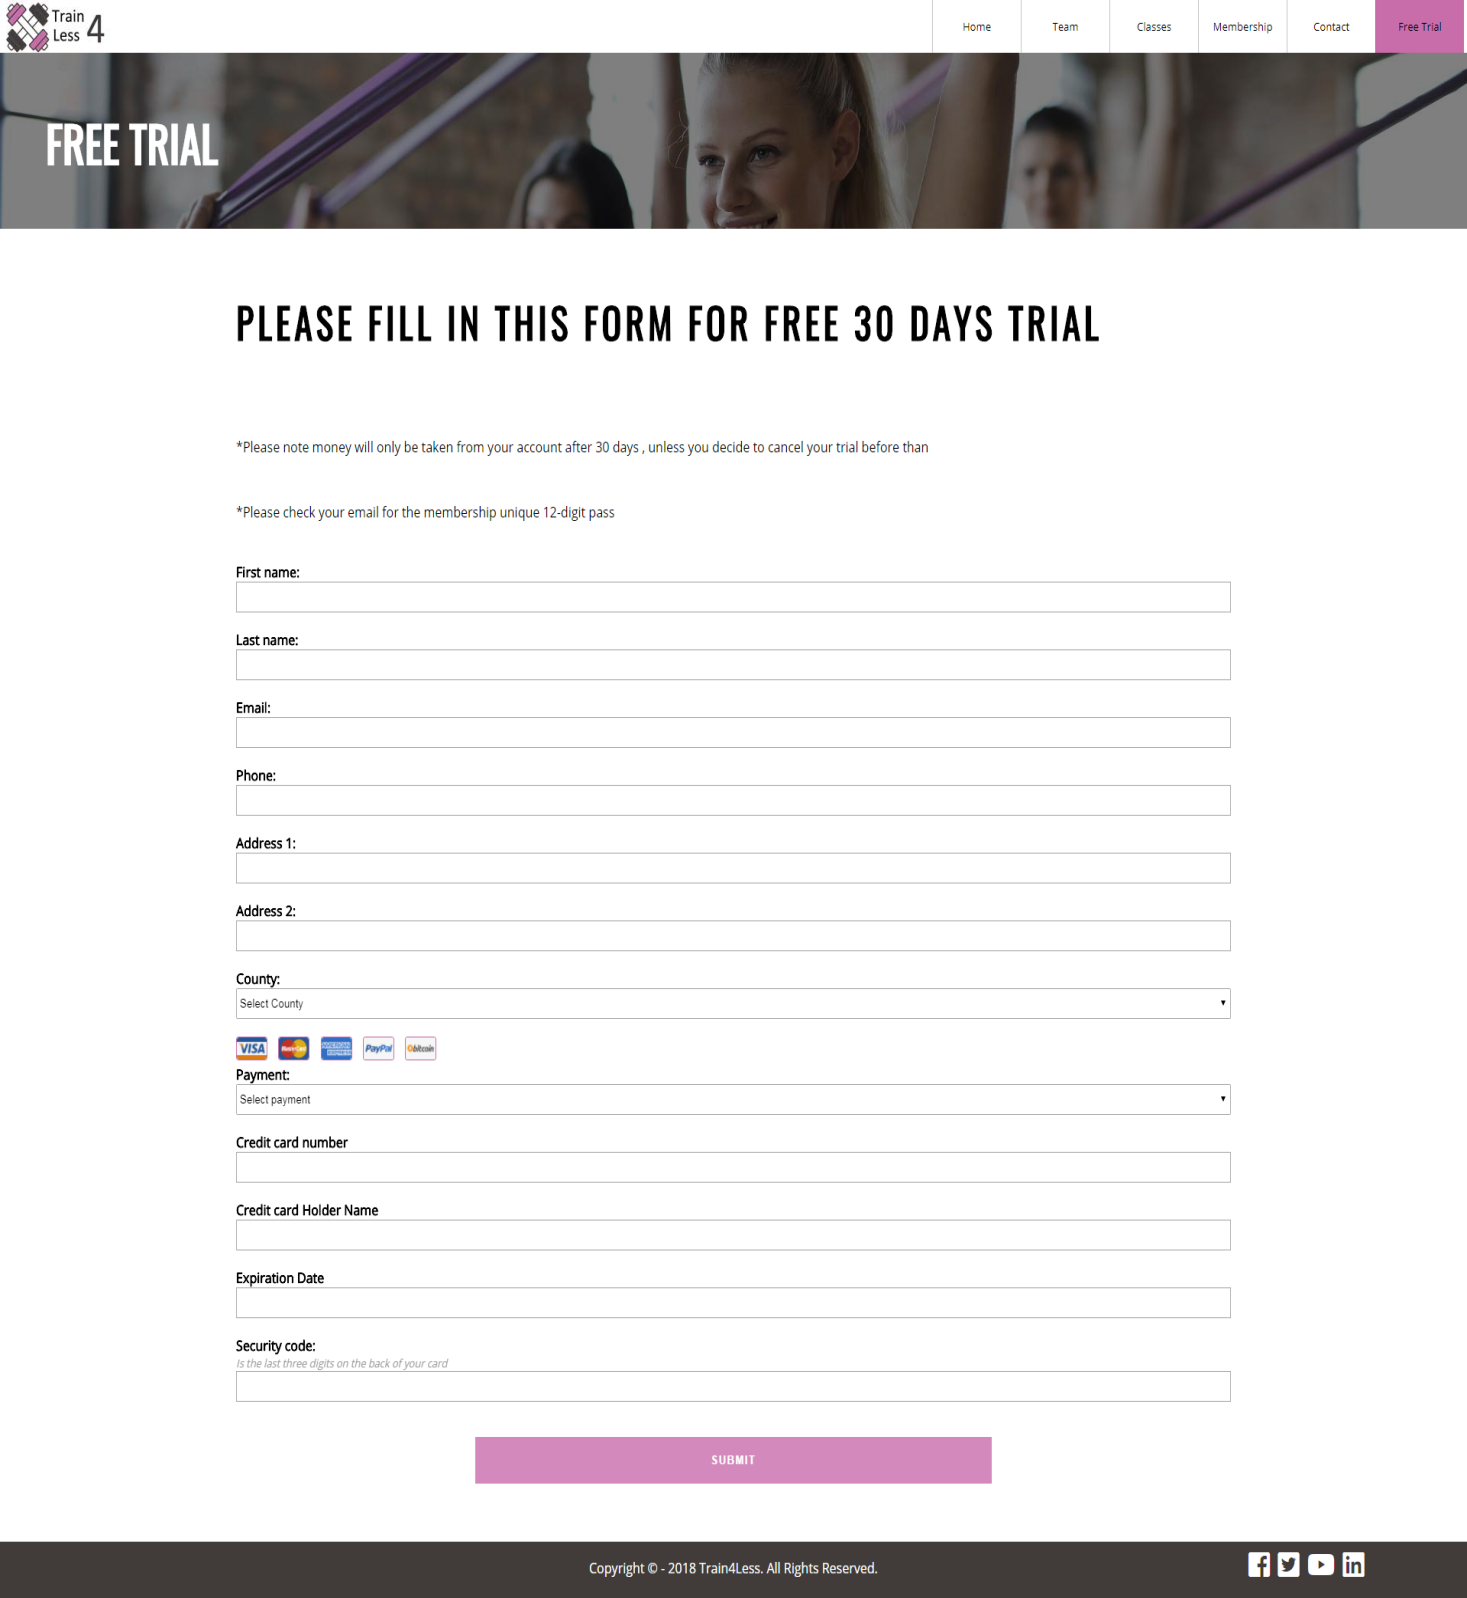 Train
Less 4
Home
Team
Classes
Membership
Contact
Free Trial
FREE TRIAL
PLEASE FILL IN THIS FORM FOR FREE 30 DAYS TRIAL
*Please note money will only be taken from your account after 30 days , unless you decide to cancel your trial before than
*Please check your email for the membership unique 12-digit pass
First name:
Last name:
Email:
Phone:
Address 1:
Address 2:
County:
Select County
VISA MasterCard AMERICAN EXPRESS PayPal bitcoin
Payment:
Select payment
Credit card number
Credit card Holder Name
Expiration Date
Security code:
Is the last three digits on the back of your card
SUBMIT
Copyright © - 2018 Train4Less. All Rights Reserved.